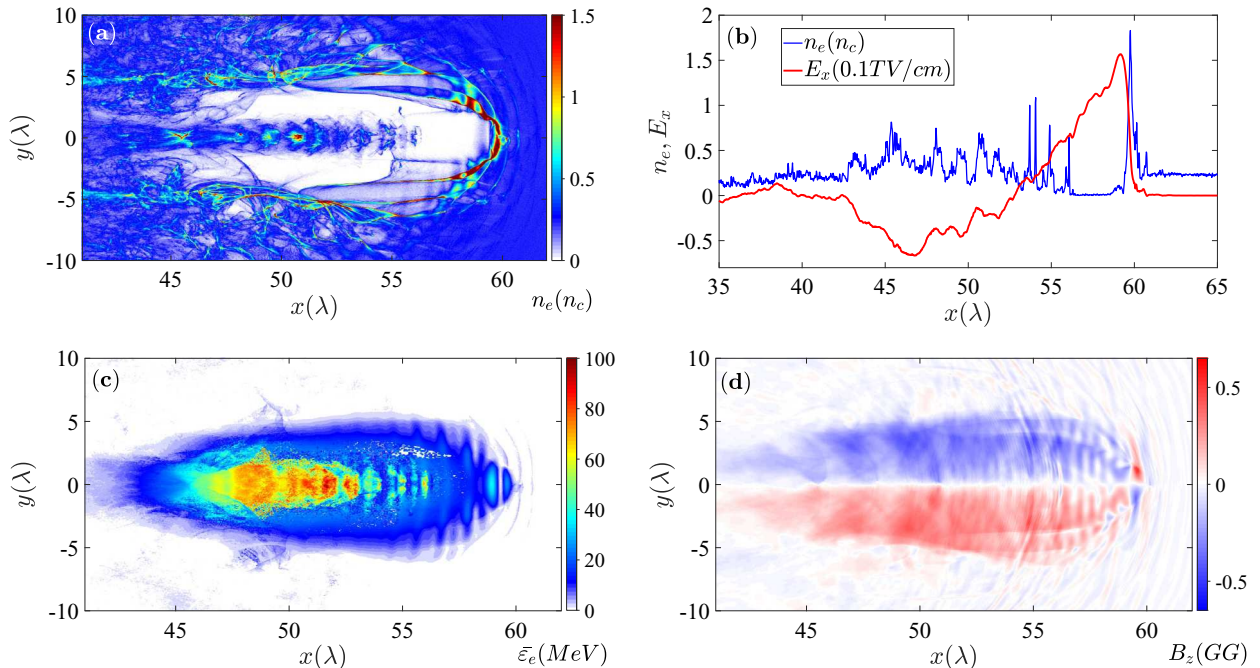 (a)
10
5
0
-5
-10
y(λ)
45 50 55 60
x(λ)
1.5
1
0.5
0
n_e(n_c)
(b)
n_e(n_c)
E_x(0.1TV/cm)
2
1.5
1
0.5
0
-0.5
n_e, E_x
35 40 45 50 55 60 65
x(λ)
(c)
10
5
0
-5
-10
y(λ)
45 50 55 60
x(λ)
100
80
60
40
20
0
ε̄_e(MeV)
(d)
10
5
0
-5
-10
y(λ)
45 50 55 60
x(λ)
0.5
0
-0.5
B_z(GG)